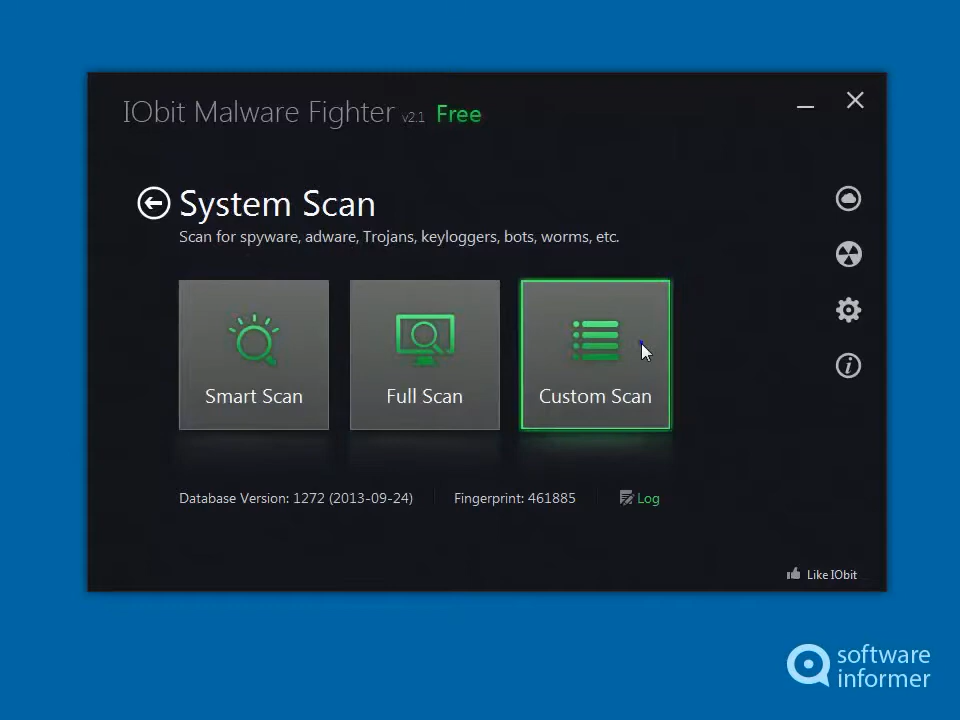 IObit Malware Fighter v2.1 Free
System Scan
Scan for spyware, adware, Trojans, keyloggers, bots, worms, etc.
Smart Scan
Full Scan
Custom Scan
Database Version: 1272 (2013-09-24)
Fingerprint: 461885
Log
Like IObit
software
informer